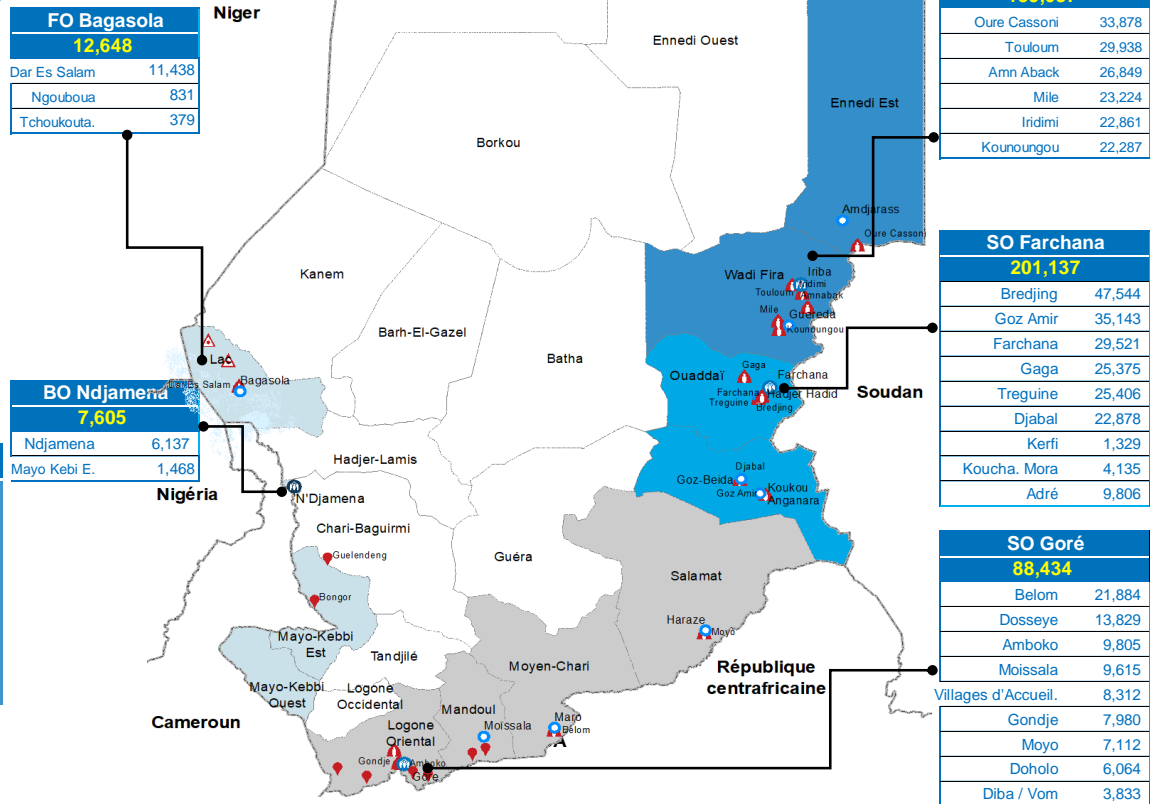 FO Bagasola
12,648
Dar Es Salam 11,438
Ngouboua 831
Tchoukouta. 379
BO Ndjamena
7,605
Ndjamena 6,137
Mayo Kebi E. 1,468
Oure Cassoni 33,878
Touloum 29,938
Amn Aback 26,849
Mile 23,224
Iridimi 22,861
Kounoungou 22,287
SO Farchana
201,137
Bredjing 47,544
Goz Amir 35,143
Farchana 29,521
Gaga 25,375
Treguine 25,406
Djabal 22,878
Kerfi 1,329
Koucha. Mora 4,135
Adré 9,806
SO Goré
88,434
Belom 21,884
Dosseye 13,829
Amboko 9,805
Moissala 9,615
Villages d'Accueil. 8,312
Gondje 7,980
Moyo 7,112
Doholo 6,064
Diba / Vom 3,833
Niger
Ennedi Ouest
Ennedi Est
Borkou
Amdjarass
Oure Cassoni
Kanem
Wadi Fira
Iriba
Iridimi
Touloum
Amnabak
Mile
Guereda
Kounoungou
Barh-El-Gazel
Batha
Lac
Es Salam
Bagasola
Ouaddaï
Gaga
Farchana
Farchana
Hadjer Hadid
Treguine
Bredjing
Soudan
Hadjer-Lamis
Djabal
Goz-Beida
Goz Amir
Koukou
Anganara
Nigéria
N'Djamena
Chari-Baguirmi
Guelendeng
Guéra
Salamat
Bongor
Haraze
Moyo
Mayo-Kebbi
Est
Tandjilé
Moyen-Chari
République
centrafricaine
Mayo-Kebbi
Ouest
Logone
Occidental
Mandoul
Cameroun
Logone
Oriental
Moïssala
Maro
Belom
Gondje
Amboko
Gore